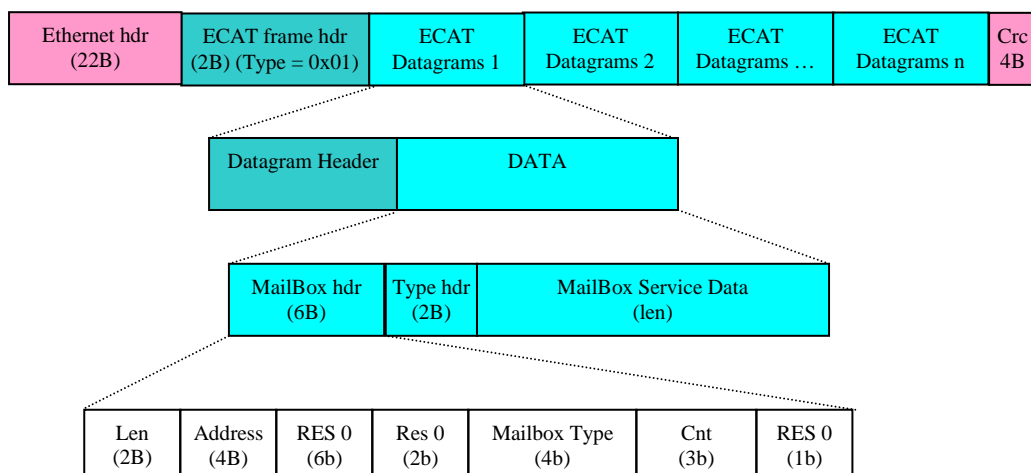 Ethernet hdr
(22B)
ECAT frame hdr
(2B) (Type = 0x01)
ECAT
Datagrams 1
ECAT
Datagrams 2
ECAT
Datagrams …
ECAT
Datagrams n
Crc
4B
Datagram Header
DATA
MailBox hdr
(6B)
Type hdr
(2B)
MailBox Service Data
(len)
Len
(2B)
Address
(4B)
RES 0
(6b)
Res 0
(2b)
Mailbox Type
(4b)
Cnt
(3b)
RES 0
(1b)